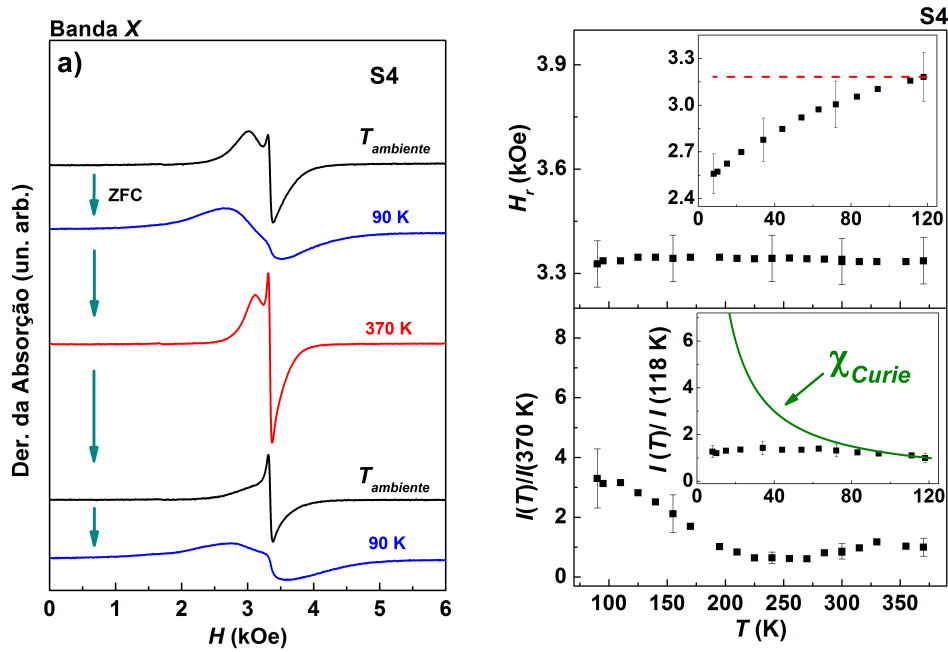 Banda X
a)
S4
T ambiente
ZFC
90 K
370 K
T ambiente
90 K
Der. da Absorção (un. arb.)
0 1 2 3 4 5 6
H (kOe)
S4
3.9
3.6
3.3
H_r (kOe)
3.3
3.0
2.7
2.4
0 40 80 120
8
6
4
2
0
I(T)/I(370 K)
6
4
2
0
I (T)/ I (118 K)
χ_Curie
0 40 80 120
100 150 200 250 300 350
T (K)